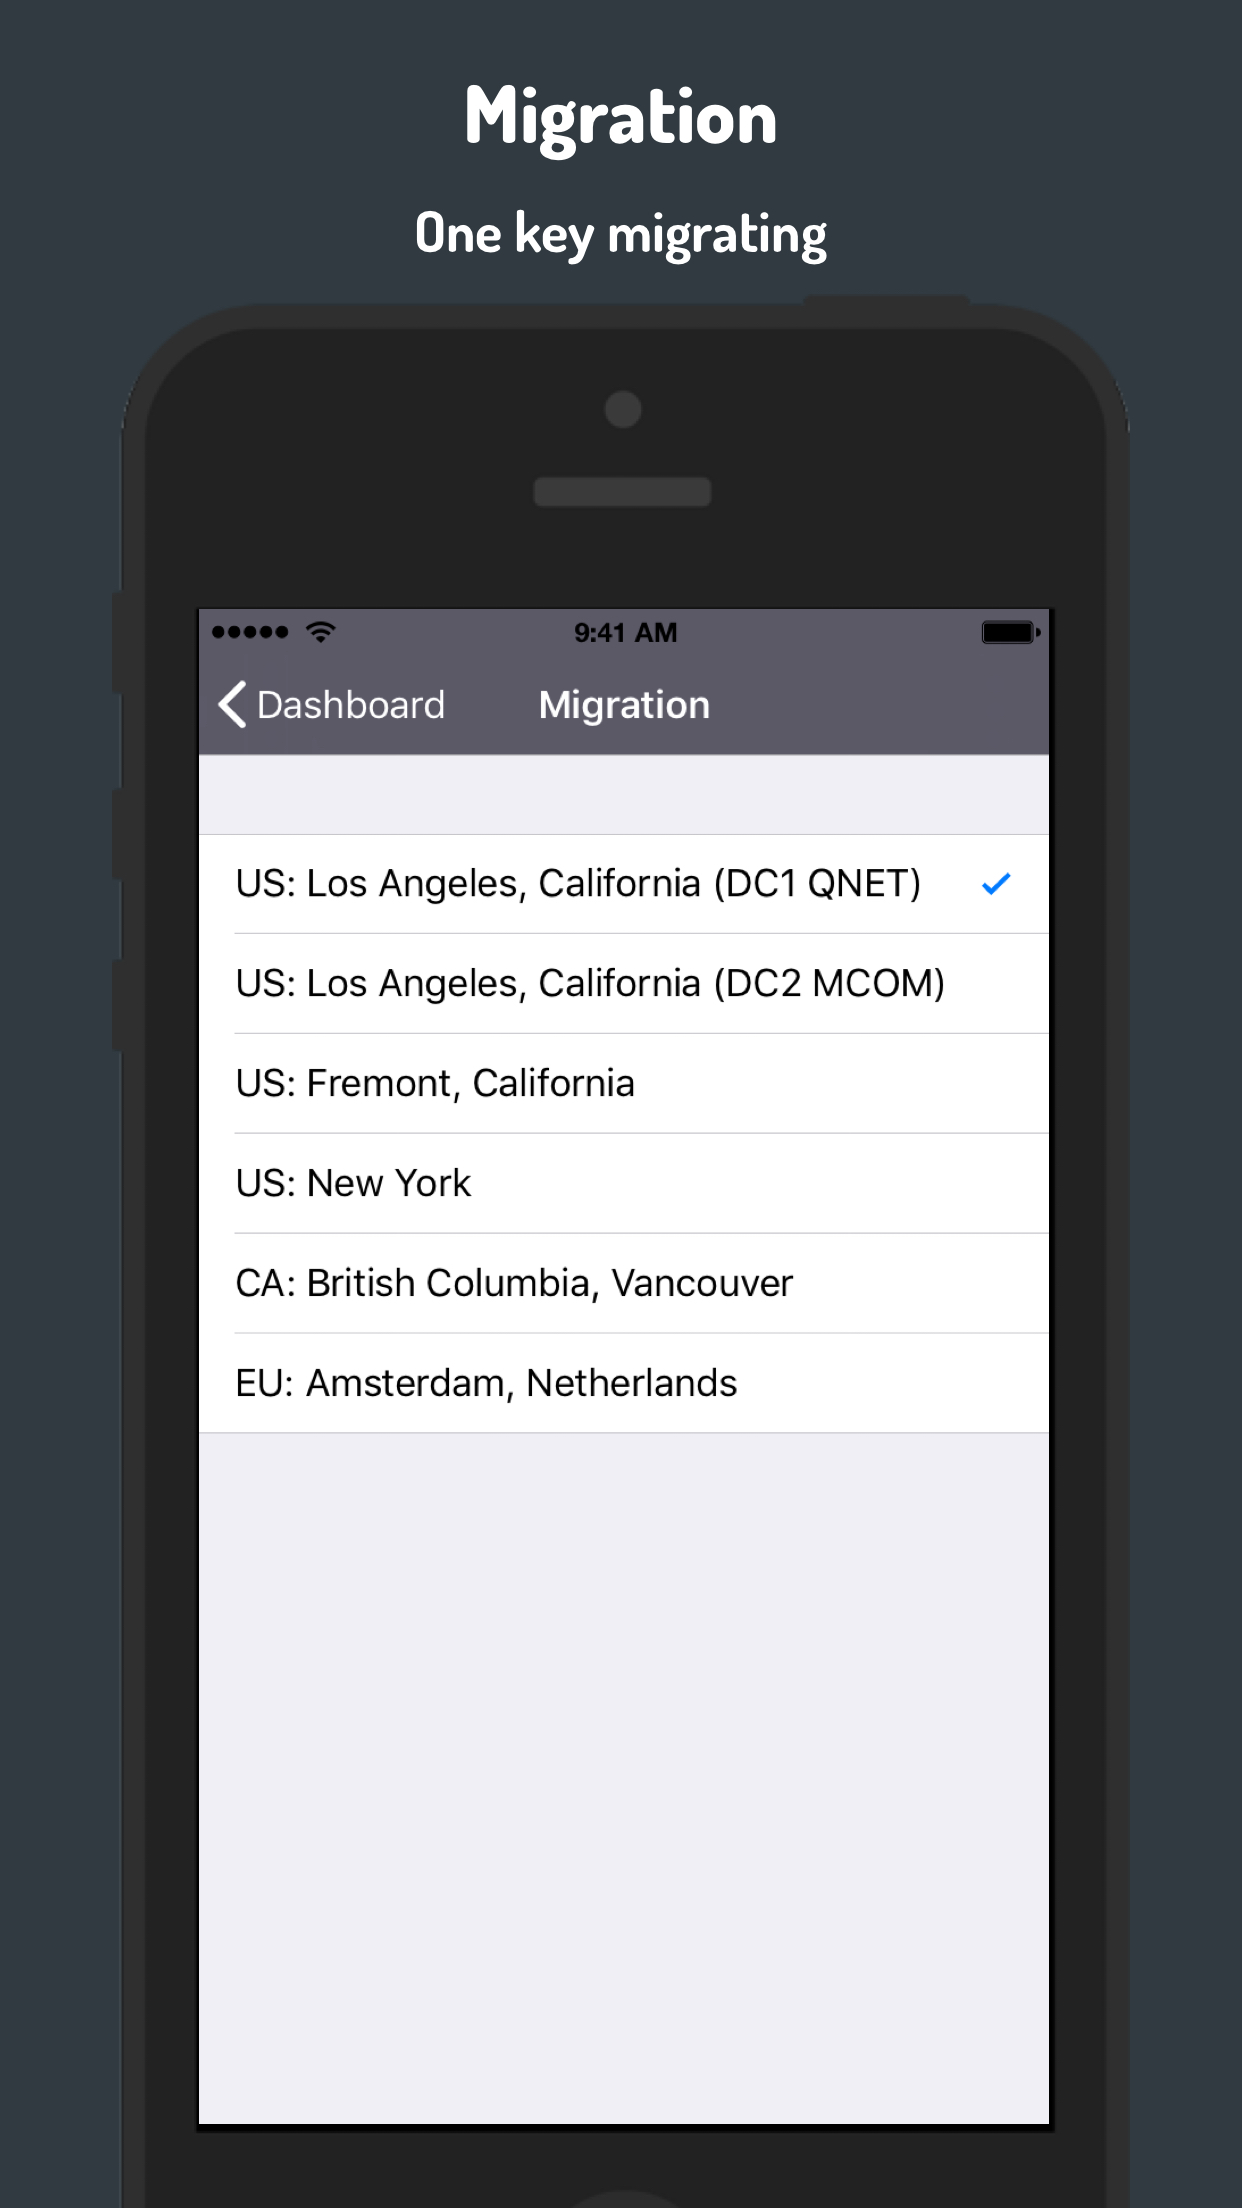 Migration
One key migrating
9:41 AM
Dashboard
Migration
US: Los Angeles, California (DC1 QNET)
US: Los Angeles, California (DC2 MCOM)
US: Fremont, California
US: New York
CA: British Columbia, Vancouver
EU: Amsterdam, Netherlands